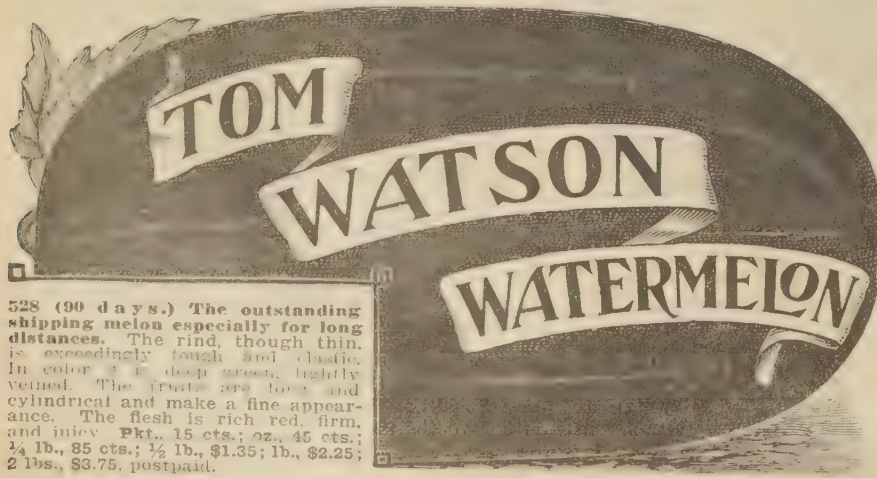 TOM
WATSON
WATERMELON
528 (90 days.) The outstanding
shipping melon especially for long
distances. The rind, though thin,
is exceedingly tough and elastic.
In color it is deep green, lightly
veined. The fruits are long and
cylindrical and make a fine appear-
ance. The flesh is rich red, firm,
and juicy. Pkt., 15 cts.; oz., 45 cts.;
¼ lb., 85 cts.; ½ lb., $1.35; lb., $2.25;
2 lbs., $3.75, postpaid.